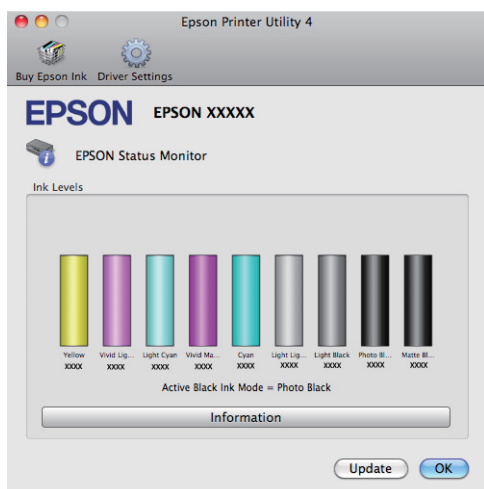 Epson Printer Utility 4
Buy Epson Ink Driver Settings
EPSON EPSON XXXXX
EPSON Status Monitor
Ink Levels
Yellow Vivid Lig... Light Cyan Vivid Ma... Cyan Light Lig... Light Black Photo Bl... Matte Bl...
XXXX XXXX XXXX XXXX XXXX XXXX XXXX XXXX XXXX
Active Black Ink Mode = Photo Black
Information
Update OK